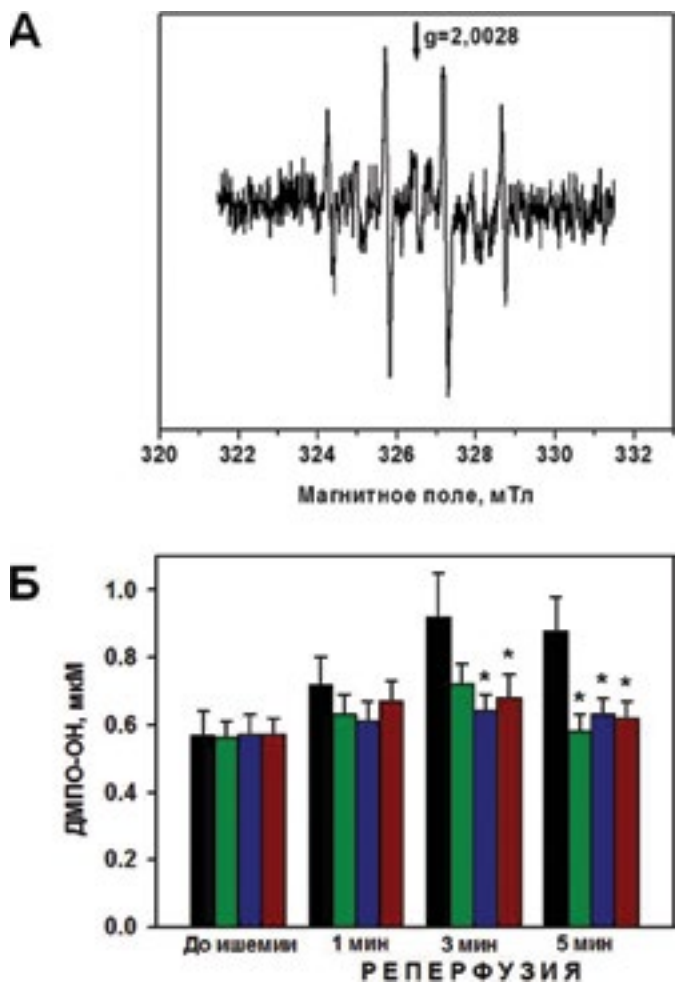 А
g=2,0028
320 322 324 326 328 330 332
Магнитное поле, мТл
Б
ДМПО-ОН, мкМ
1.0
0.8
0.6
0.4
0.2
0.0
* *
* * *
До ишемии 1 мин 3 мин 5 мин
РЕПЕРФУЗИЯ